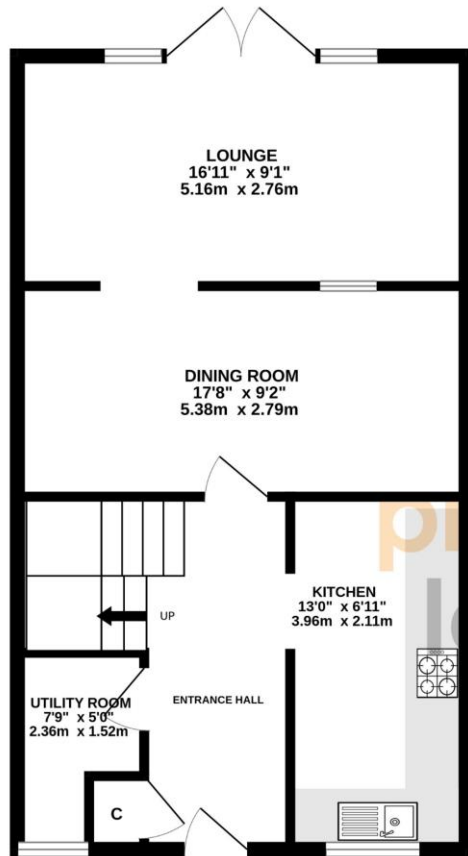 LOUNGE
16'11" x 9'1"
5.16m x 2.76m
DINING ROOM
17'8" x 9'2"
5.38m x 2.79m
KITCHEN
13'0" x 6'11"
3.96m x 2.11m
UP
ENTRANCE HALL
UTILITY ROOM
7'9" x 5'0"
2.36m x 1.52m
C